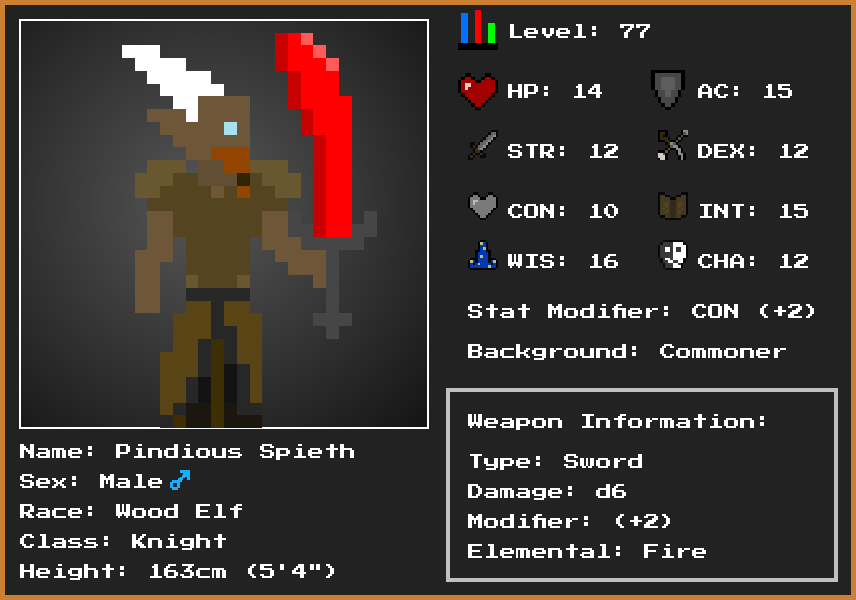 Level: 77
HP: 14
AC: 15
STR: 12
DEX: 12
CON: 10
INT: 15
WIS: 16
CHA: 12
Stat Modifier: CON (+2)
Background: Commoner
Weapon Information:
Type: Sword
Damage: d6
Modifier: (+2)
Elemental: Fire
Name: Pindious Spieth
Sex: Male♂
Race: Wood Elf
Class: Knight
Height: 163cm (5'4")